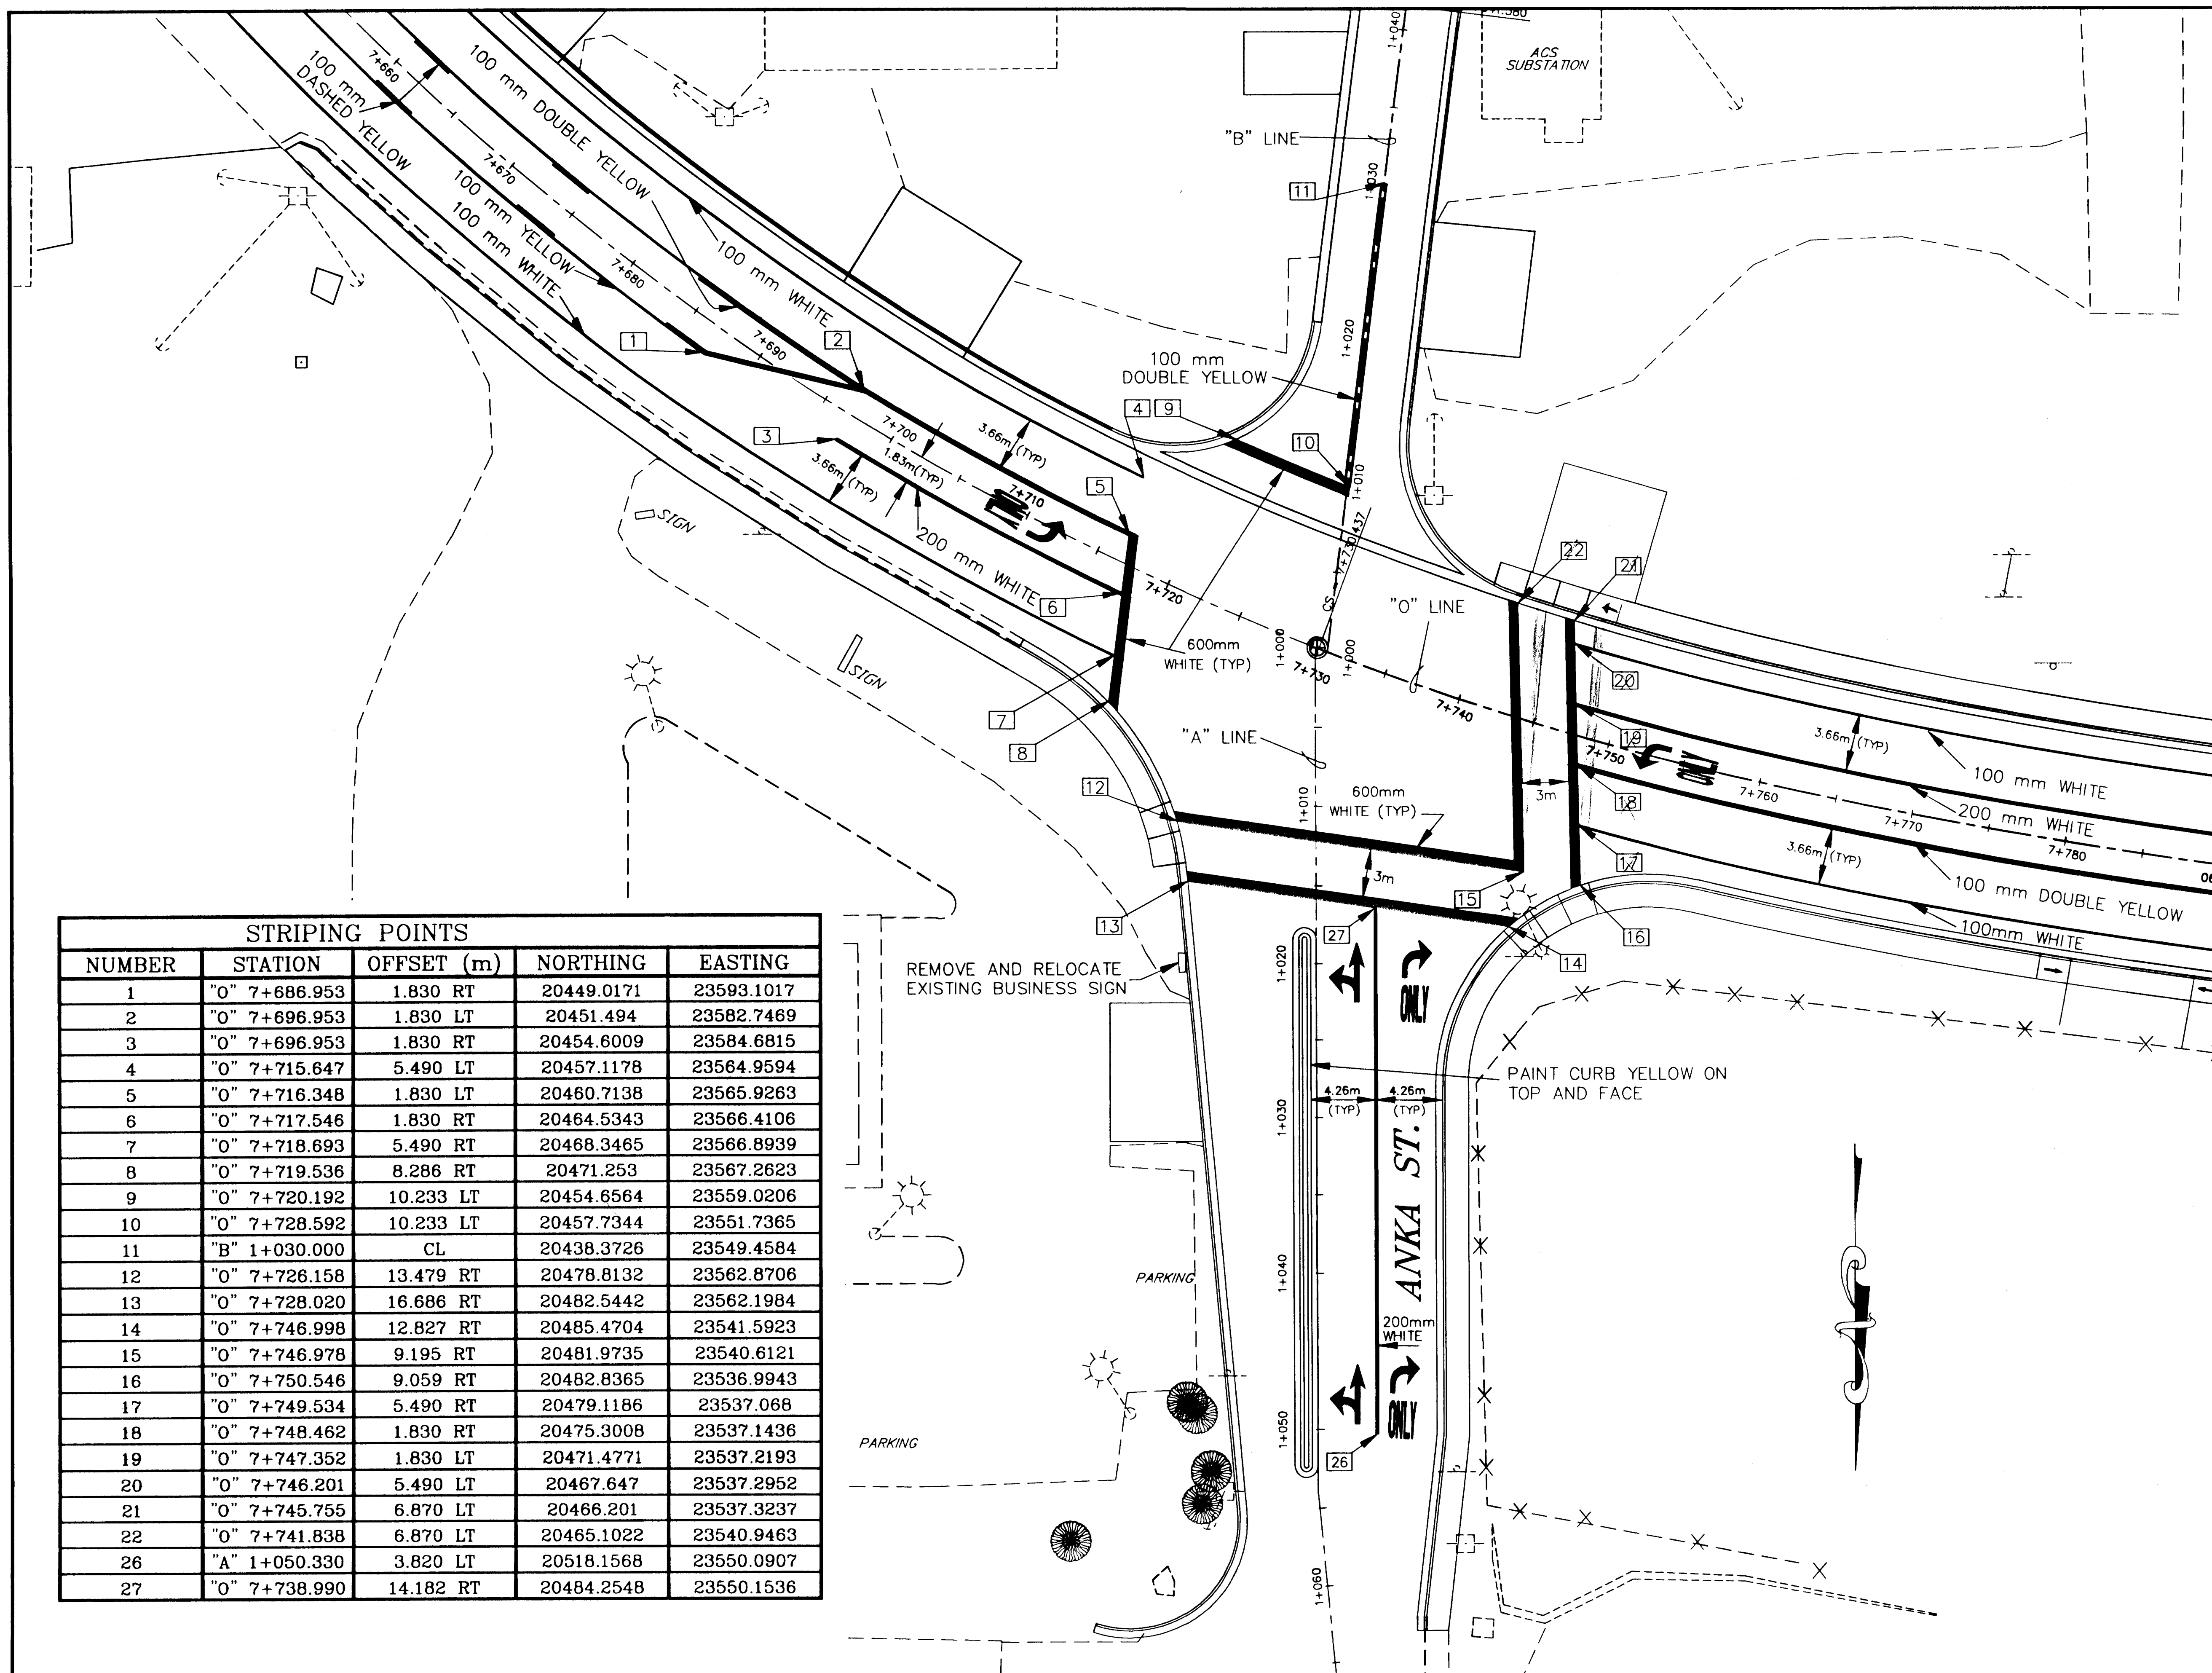 1+040
ACS
SUBSTATION
7+660
100 mm
DASHED YELLOW
100 mm DOUBLE YELLOW
"B" LINE
7+670
100 mm YELLOW
100 mm WHITE
11
1+030
7+680
100 mm WHITE
1
2
7+690
1+020
100 mm
DOUBLE YELLOW
3
4
9
10
7+700
3.66m (TYP)
1.83m(TYP)
3.66m (TYP)
5
7+710
ONLY
1+010
SIGN
200 mm WHITE
6
7+720
CS - 7+730.437
22
21
"O" LINE
SIGN
600mm
WHITE (TYP)
1+000
1+000
7+730
20
7
8
7+740
"A" LINE
19
7+750
ONLY
3.66m (TYP)
100 mm WHITE
12
1+010
600mm
WHITE (TYP)
3m
18
7+760
200 mm WHITE
7+770
7+780
3m
17
3.66m (TYP)
15
100 mm DOUBLE YELLOW
13
27
16
100mm WHITE
14
REMOVE AND RELOCATE
EXISTING BUSINESS SIGN
1+020
ONLY
PAINT CURB YELLOW ON
TOP AND FACE
4.26m
(TYP)
4.26m
(TYP)
1+030
ANKA ST.
PARKING
1+040
200mm
WHITE
ONLY
PARKING
1+050
26
1+060
STRIPING POINTS
NUMBER STATION OFFSET (m) NORTHING EASTING
1 "O" 7+686.953 1.830 RT 20449.0171 23593.1017
2 "O" 7+696.953 1.830 LT 20451.494 23582.7469
3 "O" 7+696.953 1.830 RT 20454.6009 23584.6815
4 "O" 7+715.647 5.490 LT 20457.1178 23564.9594
5 "O" 7+716.348 1.830 LT 20460.7138 23565.9263
6 "O" 7+717.546 1.830 RT 20464.5343 23566.4106
7 "O" 7+718.693 5.490 RT 20468.3465 23566.8939
8 "O" 7+719.536 8.286 RT 20471.253 23567.2623
9 "O" 7+720.192 10.233 LT 20454.6564 23559.0206
10 "O" 7+728.592 10.233 LT 20457.7344 23551.7365
11 "B" 1+030.000 CL 20438.3726 23549.4584
12 "O" 7+726.158 13.479 RT 20478.8132 23562.8706
13 "O" 7+728.020 16.686 RT 20482.5442 23562.1984
14 "O" 7+746.998 12.827 RT 20485.4704 23541.5923
15 "O" 7+746.978 9.195 RT 20481.9735 23540.6121
16 "O" 7+750.546 9.059 RT 20482.8365 23536.9943
17 "O" 7+749.534 5.490 RT 20479.1186 23537.068
18 "O" 7+748.462 1.830 RT 20475.3008 23537.1436
19 "O" 7+747.352 1.830 LT 20471.4771 23537.2193
20 "O" 7+746.201 5.490 LT 20467.647 23537.2952
21 "O" 7+745.755 6.870 LT 20466.201 23537.3237
22 "O" 7+741.838 6.870 LT 20465.1022 23540.9463
26 "A" 1+050.330 3.820 LT 20518.1568 23550.0907
27 "O" 7+738.990 14.182 RT 20484.2548 23550.1536